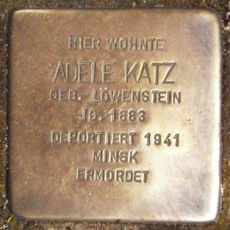 HIER WOHNTE
ADELE KATZ
GEB. LÖWENSTEIN
JG. 1883
DEPORTIERT 1941
MINSK
ERMORDET